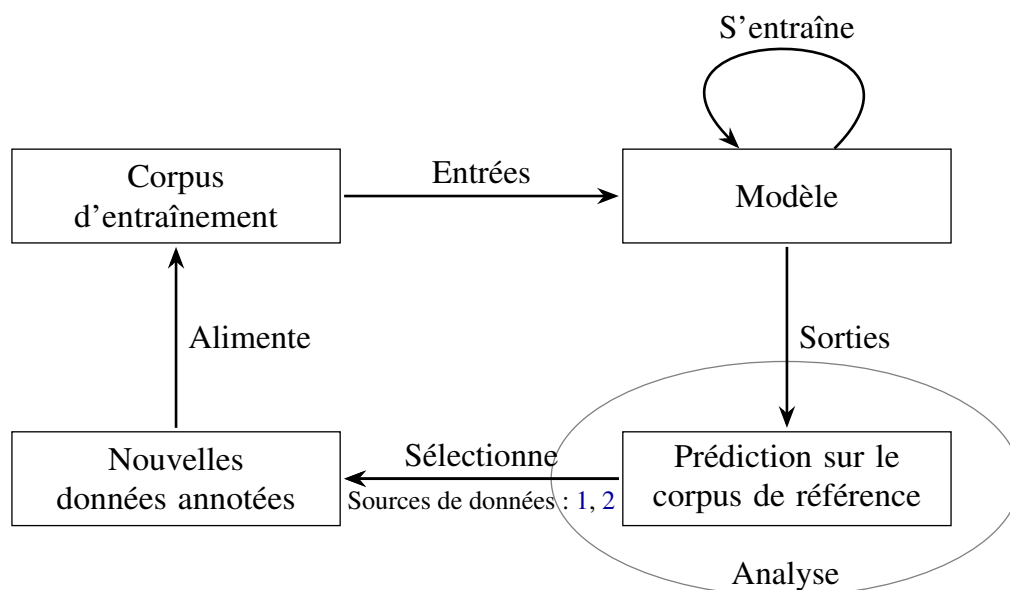 S'entraîne
Corpus
d'entraînement
Entrées
Modèle
Alimente
Sorties
Nouvelles
données annotées
Sélectionne
Sources de données : 1, 2
Prédiction sur le
corpus de référence
Analyse